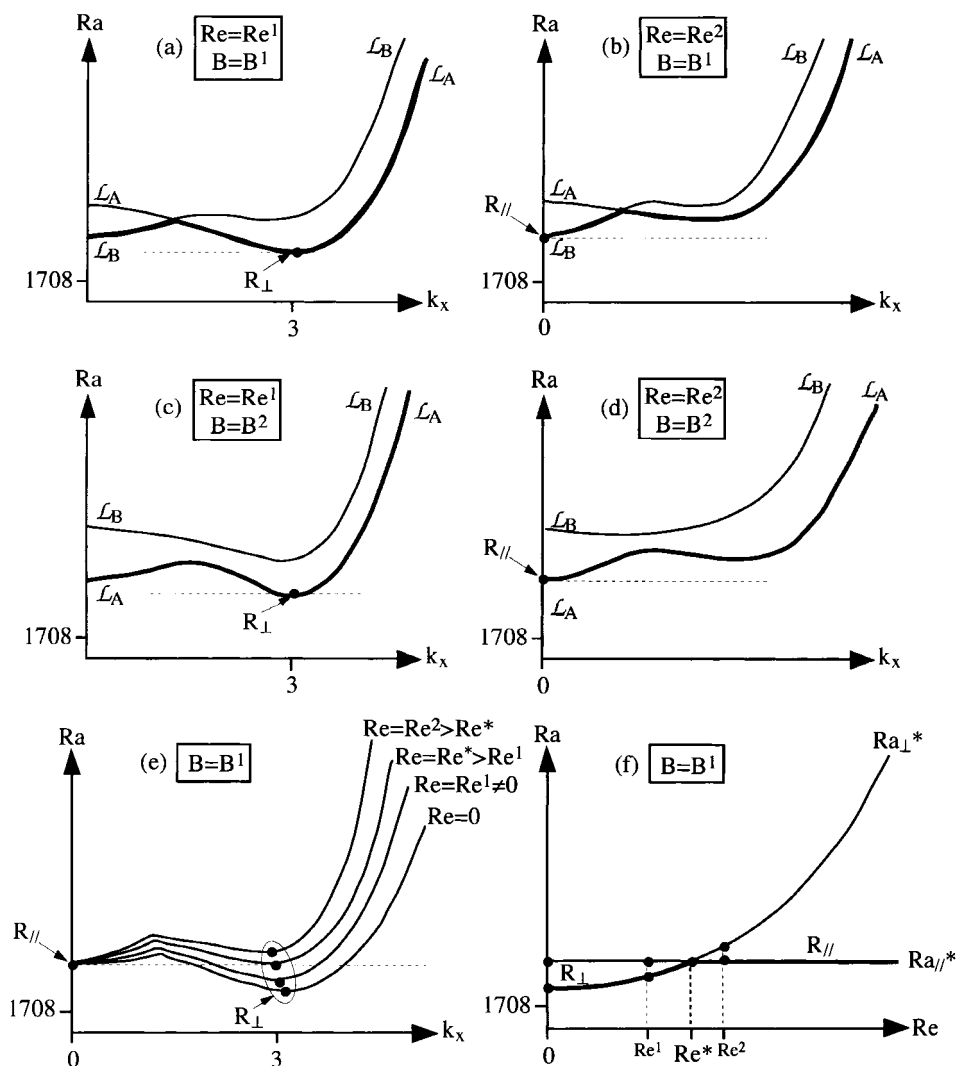 Ra
(a)
Re=Re¹
B=B¹
ℒB
ℒA
ℒA
ℒB
R⊥
1708
3
kx
Ra
(b)
Re=Re²
B=B¹
ℒB
ℒA
ℒA
R//
ℒB
1708
0
kx
Ra
(c)
Re=Re¹
B=B²
ℒB
ℒA
ℒB
ℒA
R⊥
1708
0
3
kx
Ra
(d)
Re=Re²
B=B²
ℒB
ℒA
ℒB
R//
ℒA
1708
0
kx
Ra
(e)
B=B¹
Re=Re²>Re*
Re=Re*>Re¹
Re=Re¹≠0
Re=0
R//
R⊥
1708
0
3
kx
Ra
(f)
B=B¹
Ra⊥*
R//
Ra//*
R⊥
1708
0
Re¹
Re*
Re²
Re